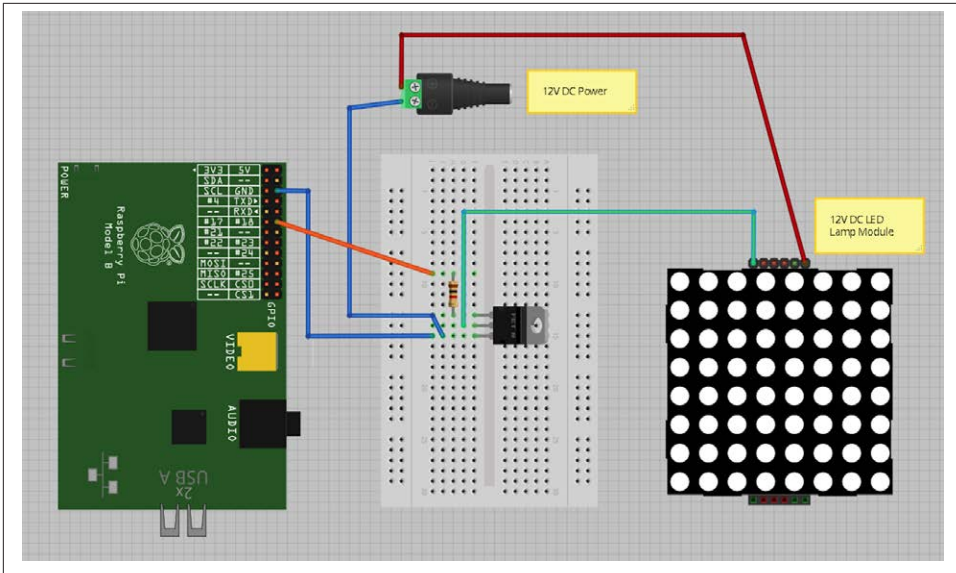 12V DC Power
12V DC LED
Lamp Module
POWER
Raspberry Pi
Model B
3V3 5V
SDA --
SCL GND
#4 TXD
-- RXD
#17 #18
#21 --
#22 #23
-- #24
MOSI --
MISO #25
SCLK CS0
-- CS1
GPIO
VIDEO
AUDIO
2x
USB A